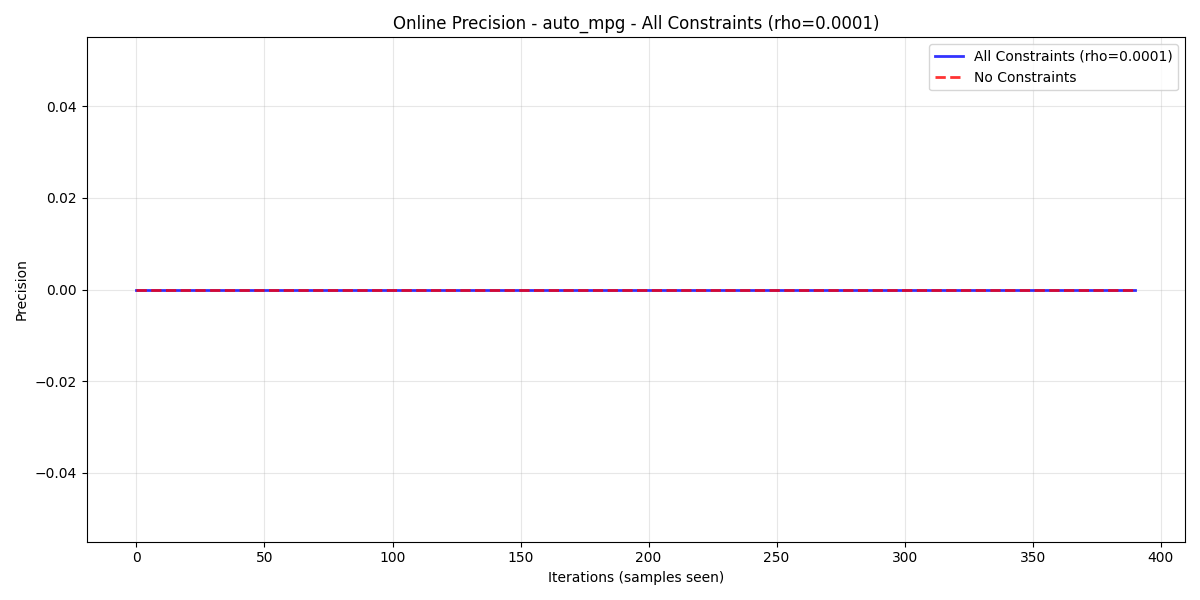 Online Precision - auto_mpg - All Constraints (rho=0.0001)
All Constraints (rho=0.0001)
No Constraints
0.04
0.02
0.00
−0.02
−0.04
Precision
0 50 100 150 200 250 300 350 400
Iterations (samples seen)